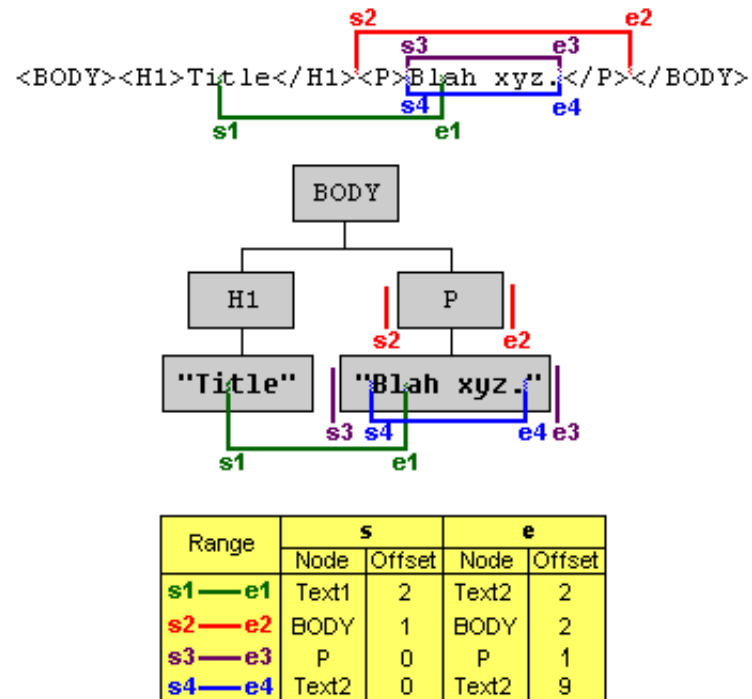 s2 e2
s3 e3
<BODY><H1>Title</H1><P>Blah xyz.</P></BODY>
s4 e4
s1 e1
BODY
H1 P
s2 e2
"Title" "Blah xyz."
s3 s4 e4 e3
s1 e1
Range s e
Node Offset Node Offset
s1 e1 Text1 2 Text2 2
s2 e2 BODY 1 BODY 2
s3 e3 P 0 P 1
s4 e4 Text2 0 Text2 9